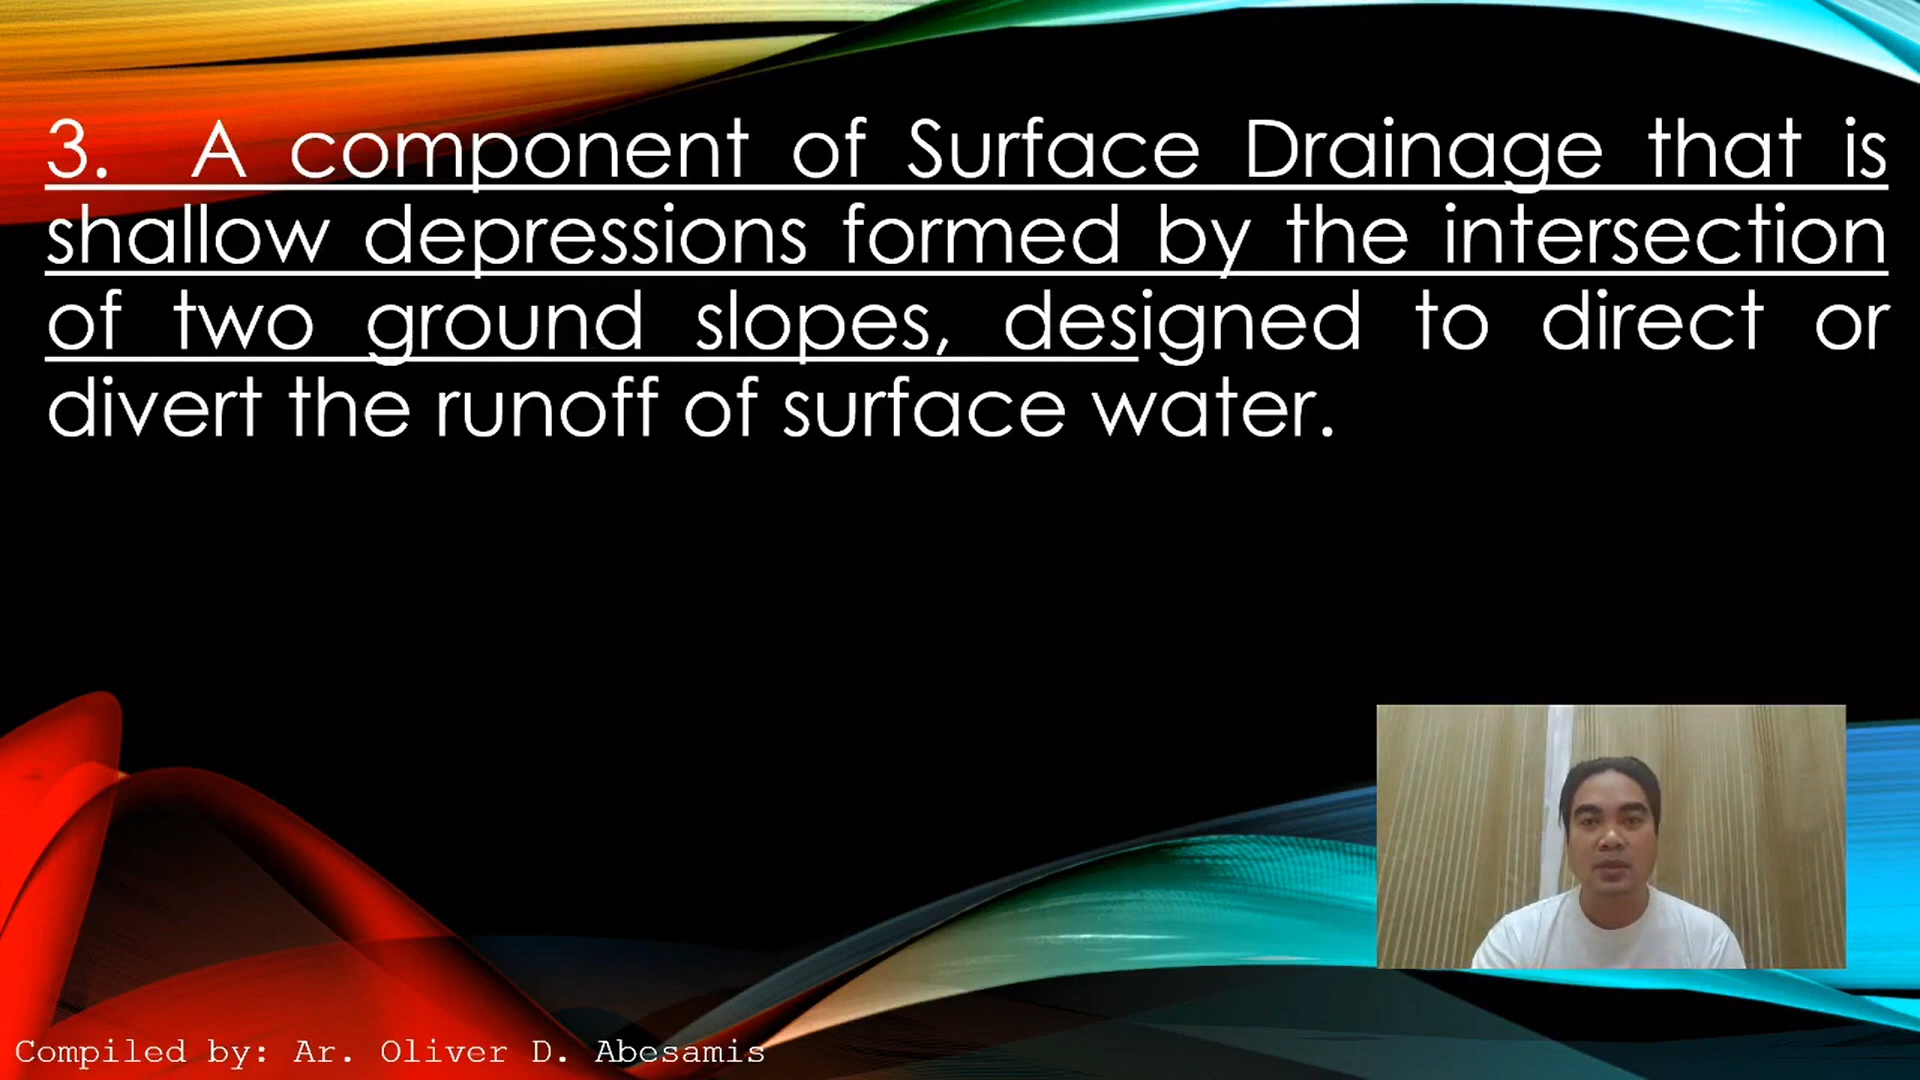 3. A component of Surface Drainage that is
shallow depressions formed by the intersection
of two ground slopes, designed to direct or
divert the runoff of surface water.
Compiled by: Ar. Oliver D. Abesamis